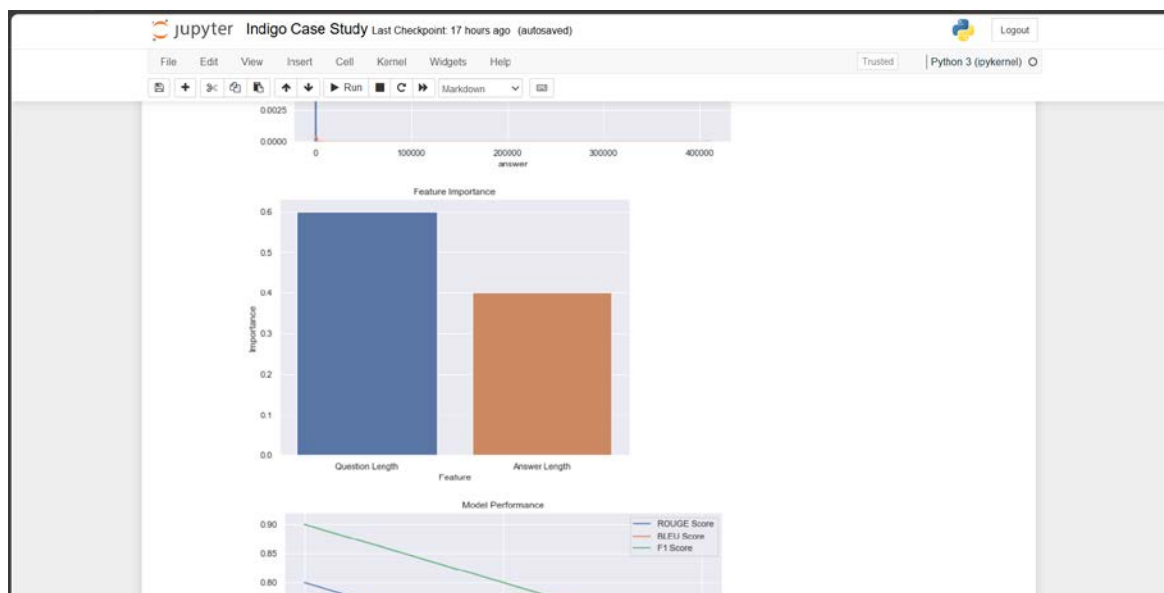 jupyter Indigo Case Study Last Checkpoint: 17 hours ago (autosaved)
Logout
File Edit View Insert Cell Kernel Widgets Help
Trusted
Python 3 (ipykernel)
Run
Markdown
0.0025
0.0000
0 100000 200000 300000 400000
answer
Feature Importance
0.6
0.5
0.4
0.3
0.2
0.1
0.0
Importance
Question Length Answer Length
Feature
Model Performance
0.90
0.85
0.80
ROUGE Score
BLEU Score
F1 Score